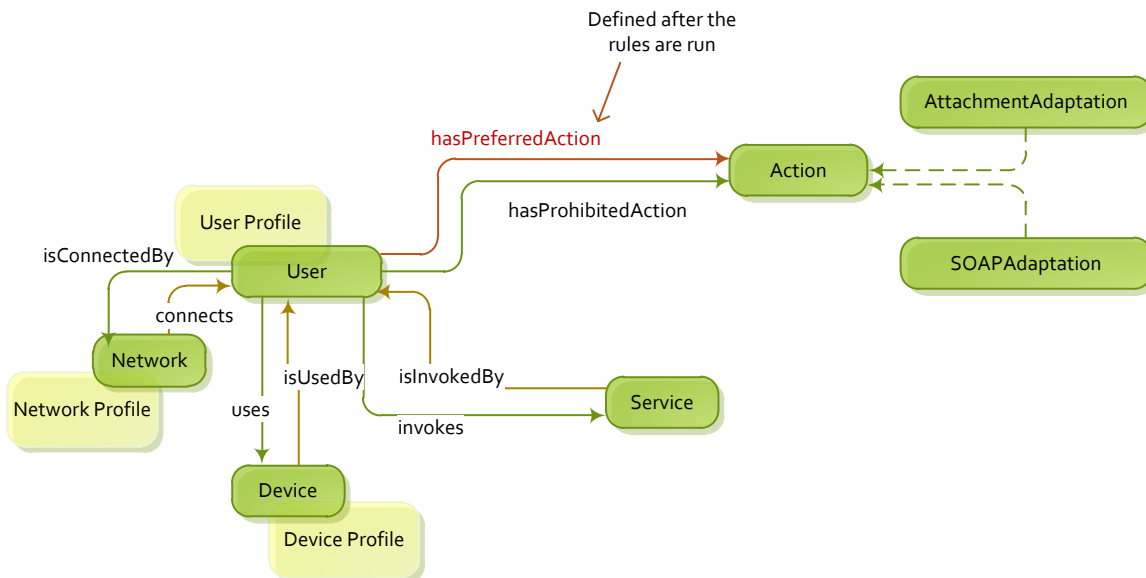 Defined after the
rules are run
AttachmentAdaptation
hasPreferredAction
Action
hasProhibitedAction
User Profile
isConnectedBy
User
SOAPAdaptation
connects
Network
isUsedBy
isInvokedBy
Network Profile
uses
invokes
Service
Device
Device Profile